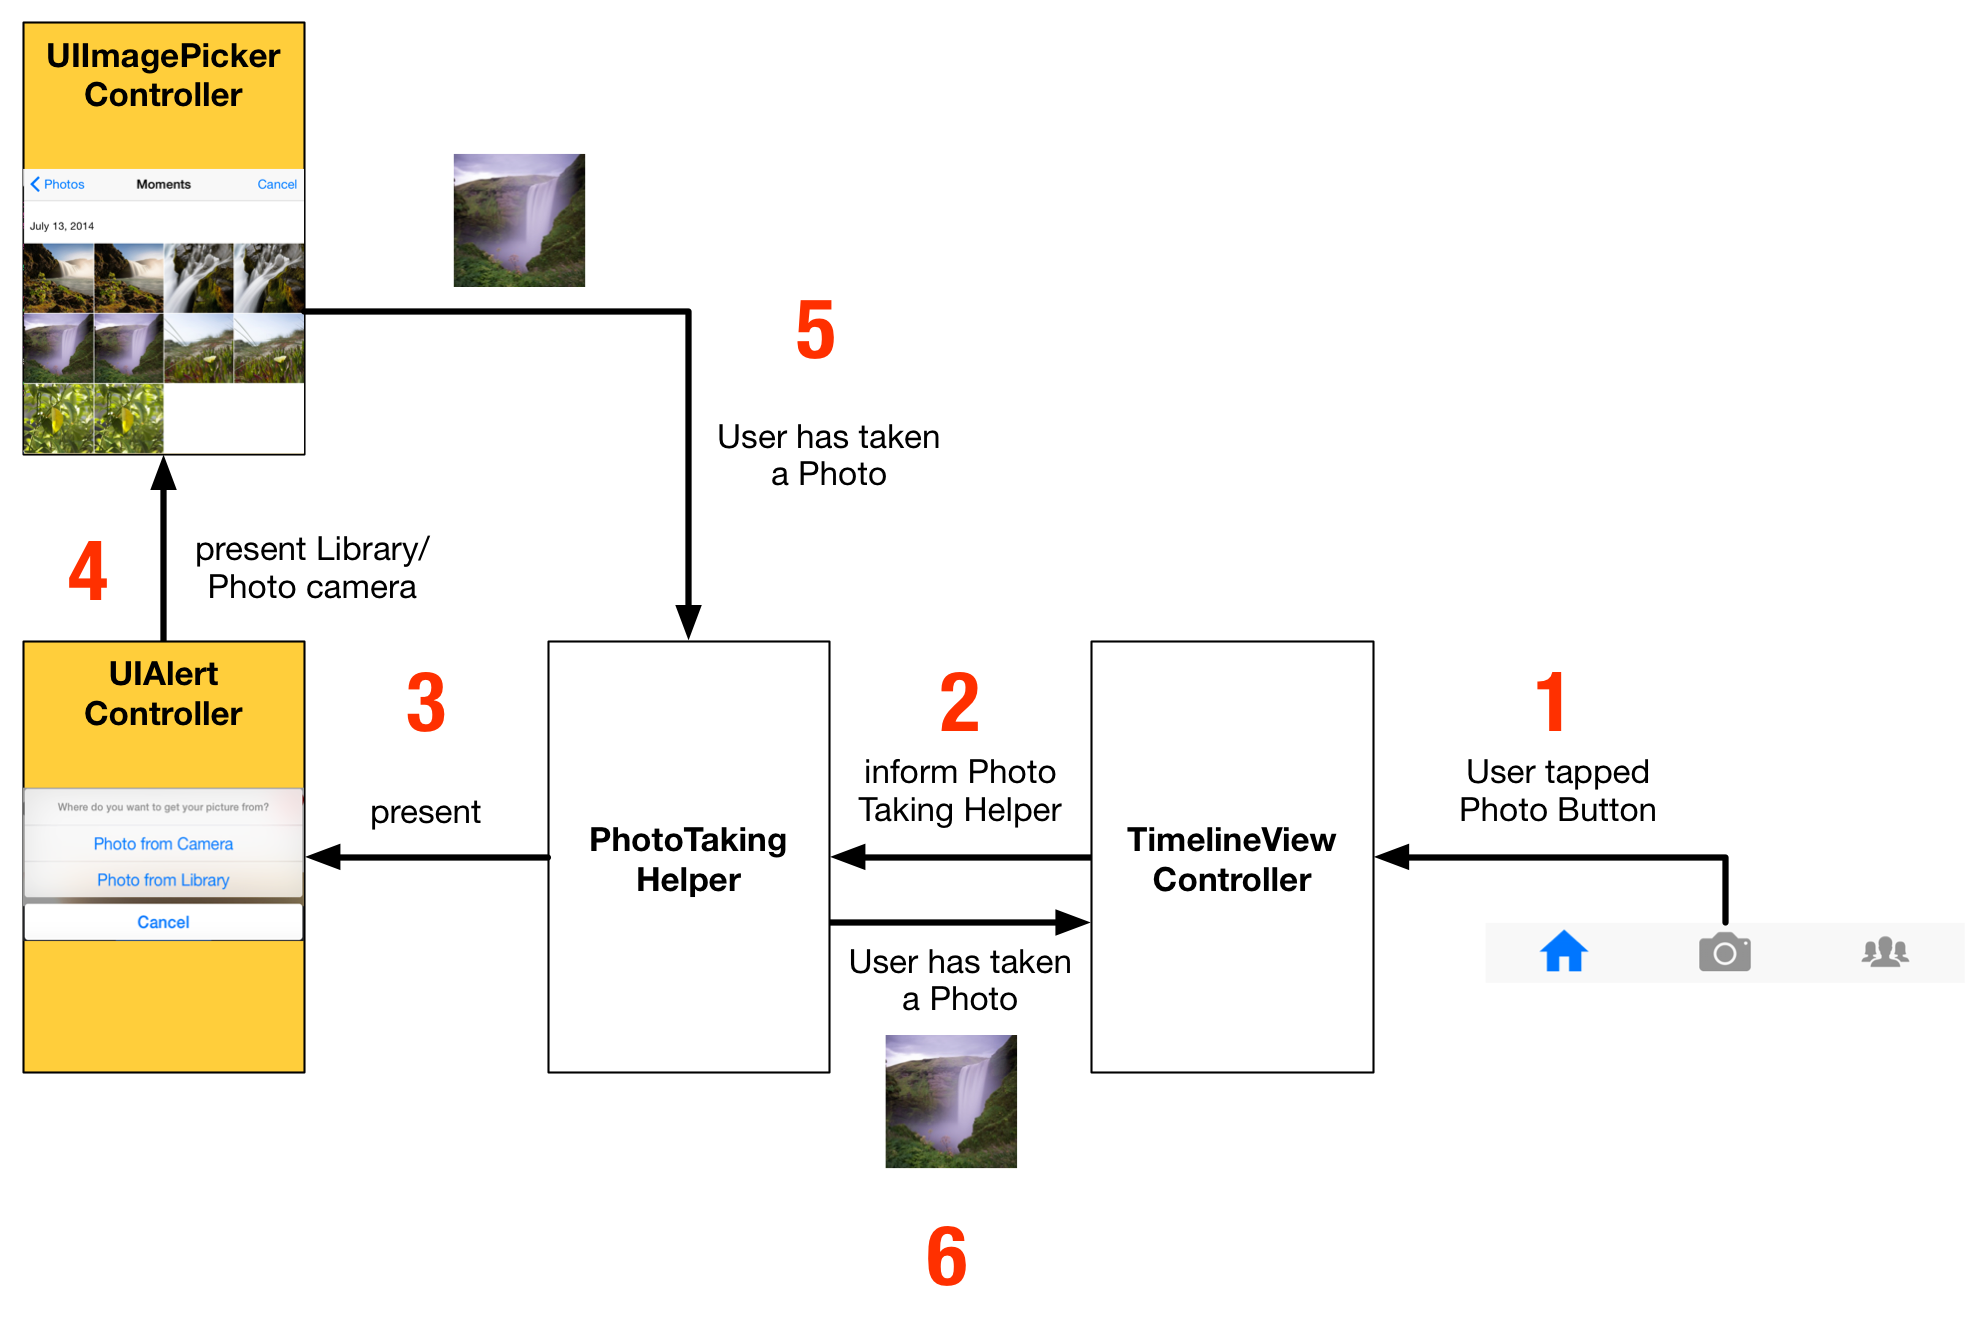 UIImagePicker
Controller
Photos
Moments
Cancel
July 13, 2014
5
User has taken
a Photo
4
present Library/
Photo camera
UIAlert
Controller
Where do you want to get your picture from?
Photo from Camera
Photo from Library
Cancel
3
present
PhotoTaking
Helper
2
inform Photo
Taking Helper
User has taken
a Photo
6
TimelineView
Controller
1
User tapped
Photo Button